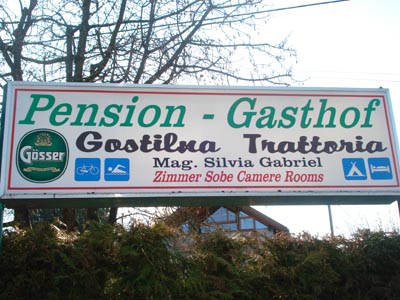 Pension - Gasthof
Gostilna Trattoria
Gösser
Mag. Silvia Gabriel
Zimmer Sobe Camere Rooms